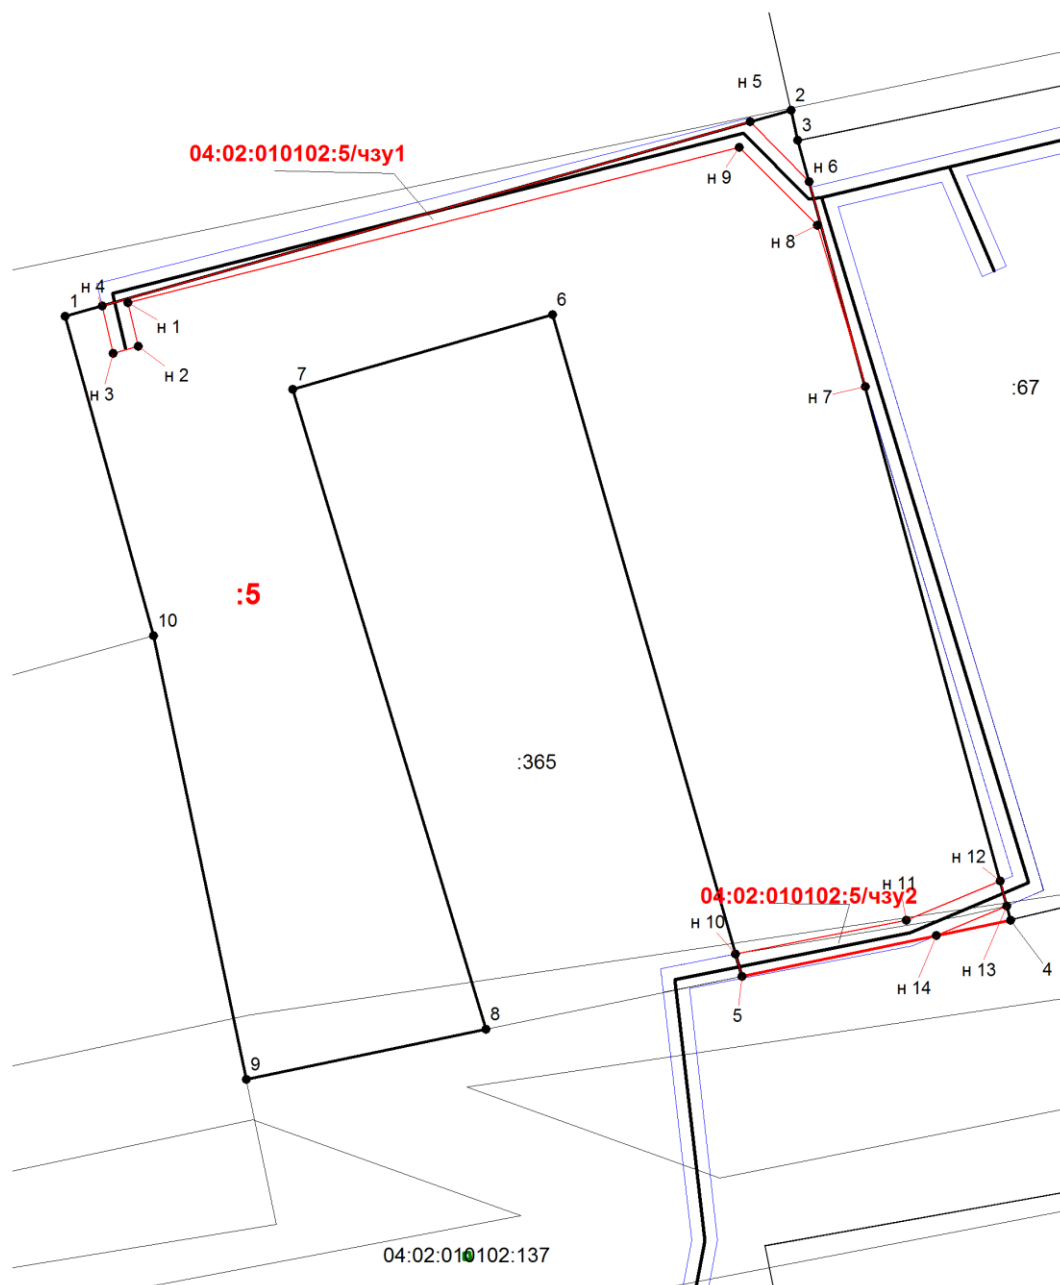 н 5
2
3
04:02:010102:5/чзу1
н 6
н 9
н 8
н 4
1
н 1
6
н 2
7
н 3
н 7
:67
:5
10
:365
н 12
н 11
04:02:010102:5/чзу2
н 10
н 13
4
н 14
5
8
9
04:02:010102:137